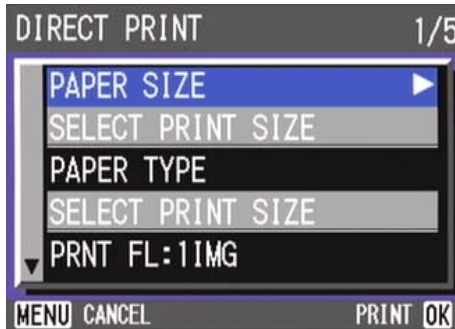 DIRECT PRINT 1/5
PAPER SIZE
SELECT PRINT SIZE
PAPER TYPE
SELECT PRINT SIZE
PRNT FL:1IMG
MENU CANCEL PRINT OK